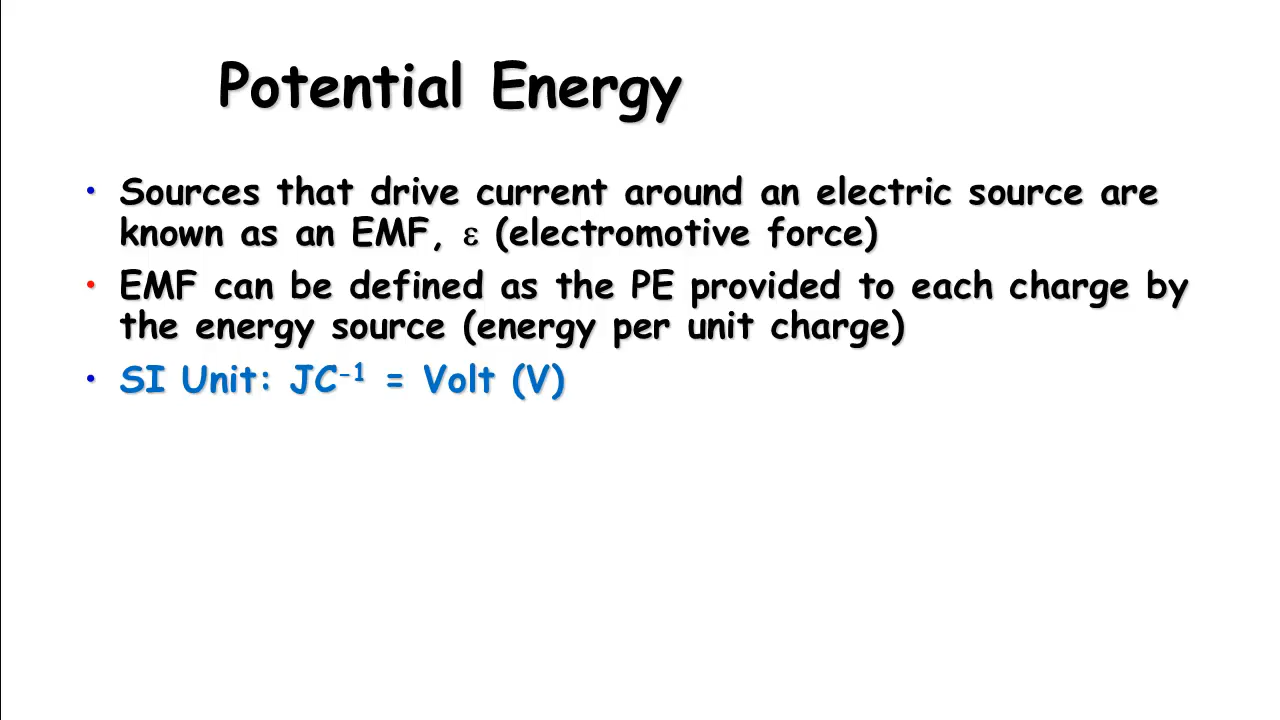 Potential Energy
• Sources that drive current around an electric source are
known as an EMF, ε (electromotive force)
• EMF can be defined as the PE provided to each charge by
the energy source (energy per unit charge)
• SI Unit: JC⁻¹ = Volt (V)